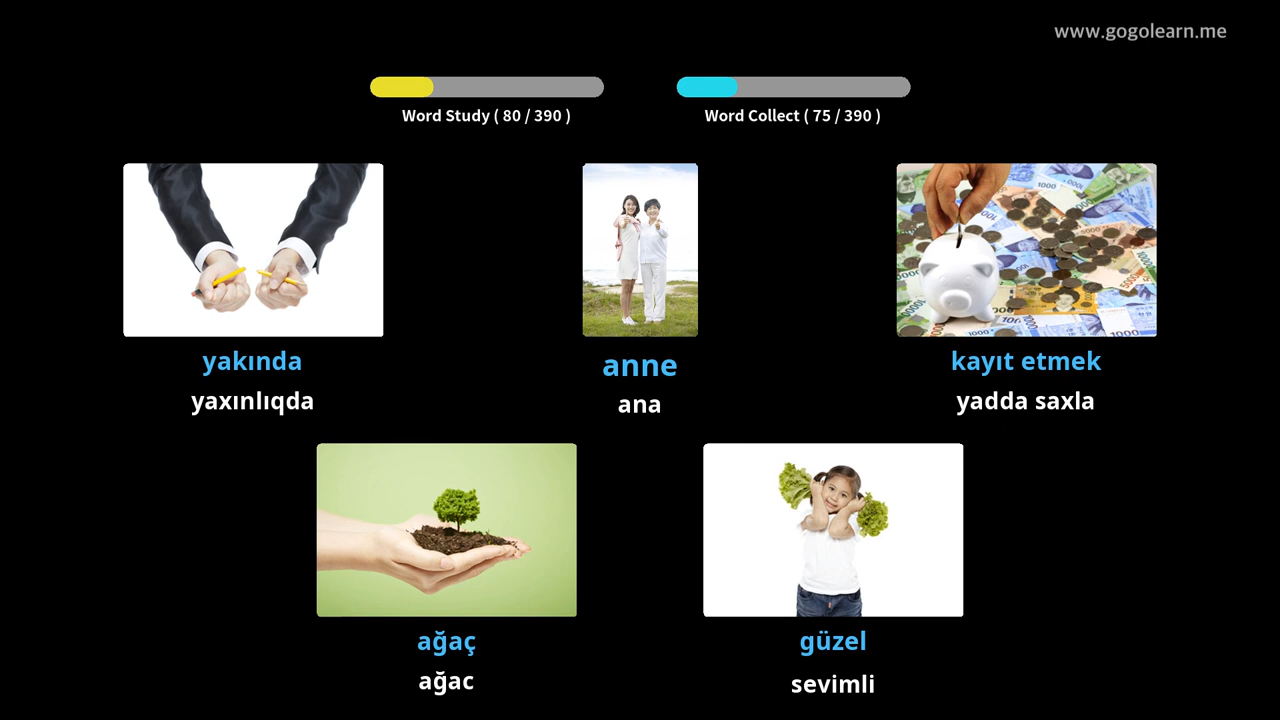 www.gogolearn.me
Word Study ( 80 / 390 )
Word Collect ( 75 / 390 )
yakında
yaxınlıqda
anne
ana
kayıt etmek
yadda saxla
ağaç
ağac
güzel
sevimli